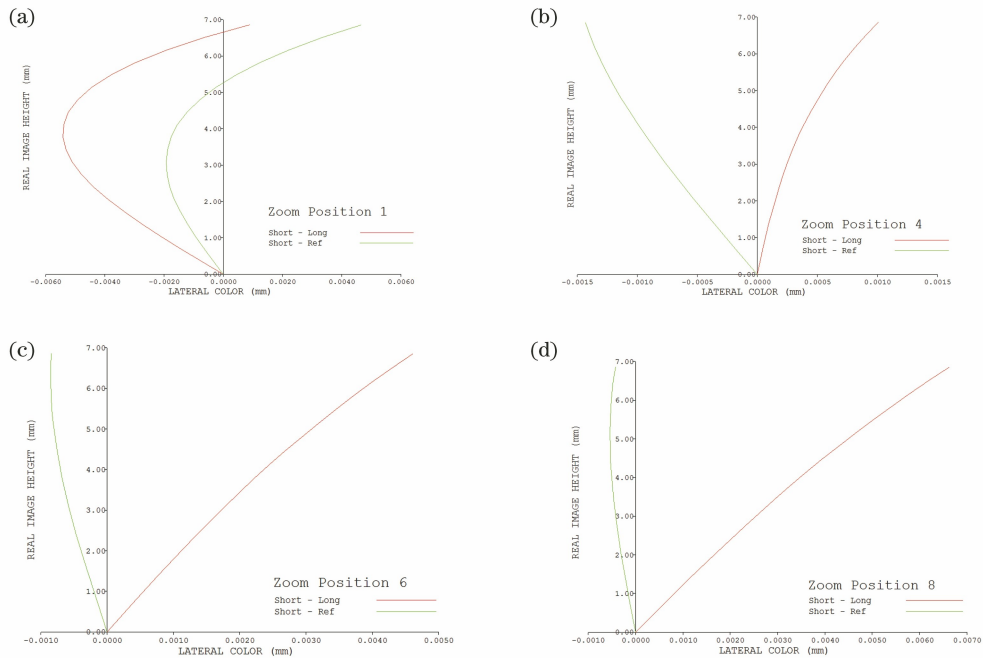 (a)
7.00
6.00
5.00
4.00
3.00
2.00
1.00
0.00
REAL IMAGE HEIGHT (mm)
Zoom Position 1
Short - Long
Short - Ref
-0.0060 -0.0040 -0.0020 0.0000 0.0020 0.0040 0.0060
LATERAL COLOR (mm)
(b)
4.00
7.00
6.00
5.00
4.00
3.00
2.00
1.00
0.00
REAL IMAGE HEIGHT (mm)
Zoom Position 4
Short - Long
Short - Ref
-0.0015 -0.0010 -0.0005 0.0000 0.0005 0.0010 0.0015
LATERAL COLOR (mm)
(c)
7.00
6.00
5.00
4.00
3.00
2.00
1.00
0.00
REAL IMAGE HEIGHT (mm)
Zoom Position 6
Short - Long
Short - Ref
-0.0010 0.0000 0.0010 0.0020 0.0030 0.0040 0.0050
LATERAL COLOR (mm)
(d)
7.00
6.00
5.00
4.00
3.00
2.00
1.00
0.00
REAL IMAGE HEIGHT (mm)
Zoom Position 8
Short - Long
Short - Ref
-0.0010 0.0000 0.0010 0.0020 0.0030 0.0040 0.0050 0.0060 0.0070
LATERAL COLOR (mm)